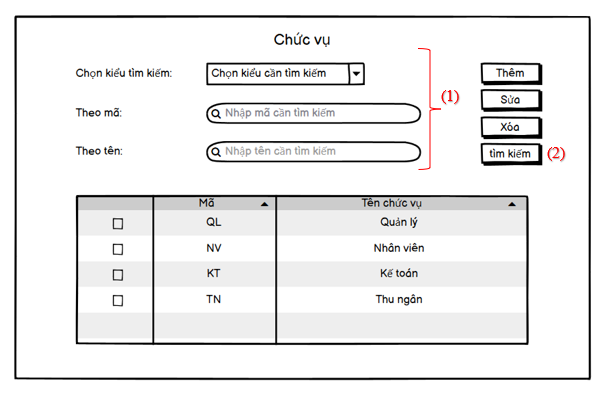 Chức vụ
Chọn kiểu tìm kiếm: Chọn kiểu cần tìm kiếm Thêm
Sửa
(1)
Theo mã: Nhập mã cần tìm kiếm
Xóa
Theo tên: Nhập tên cần tìm kiếm tìm kiếm (2)
Mã Tên chức vụ
QL Quản lý
NV Nhân viên
KT Kế toán
TN Thu ngân